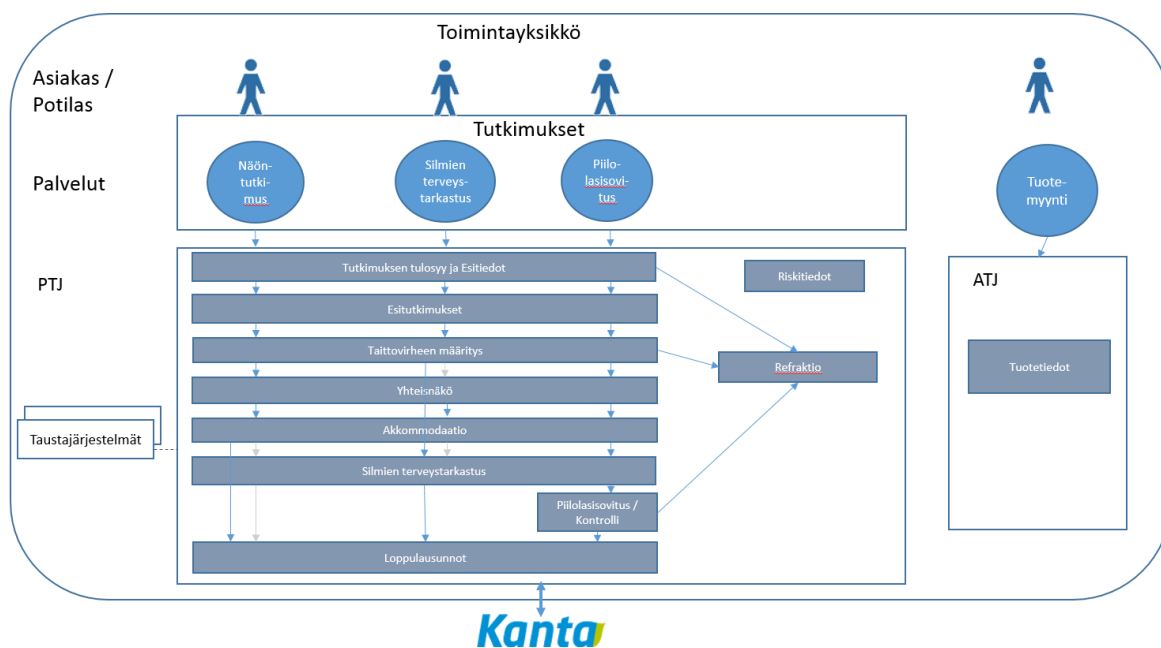 Toimintayksikkö
Asiakas /
Potilas
Tutkimukset
Palvelut
Näön-
tutki-
mus
Silmien
terveys-
tarkastus
Piilo-
lasisovi-
tus
Tuote-
myynti
PTJ
Tutkimuksen tulosyy ja Esitiedot
Riskitiedot
ATJ
Esitutkimukset
Taittovirheen määritys
Refraktio
Tuotetiedot
Yhteisnäkö
Taustajärjestelmät
Akkommodaatio
Silmien terveystarkastus
Piilolasisovitus /
Kontrolli
Loppulausunnot
Kanta